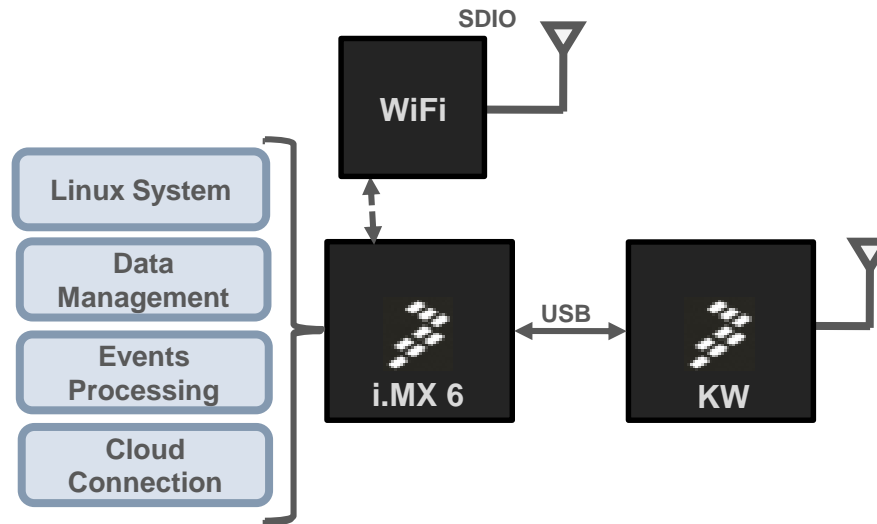 SDIO
WiFi
Linux System
Data
Management
Events
Processing
Cloud
Connection
USB
i.MX 6
KW